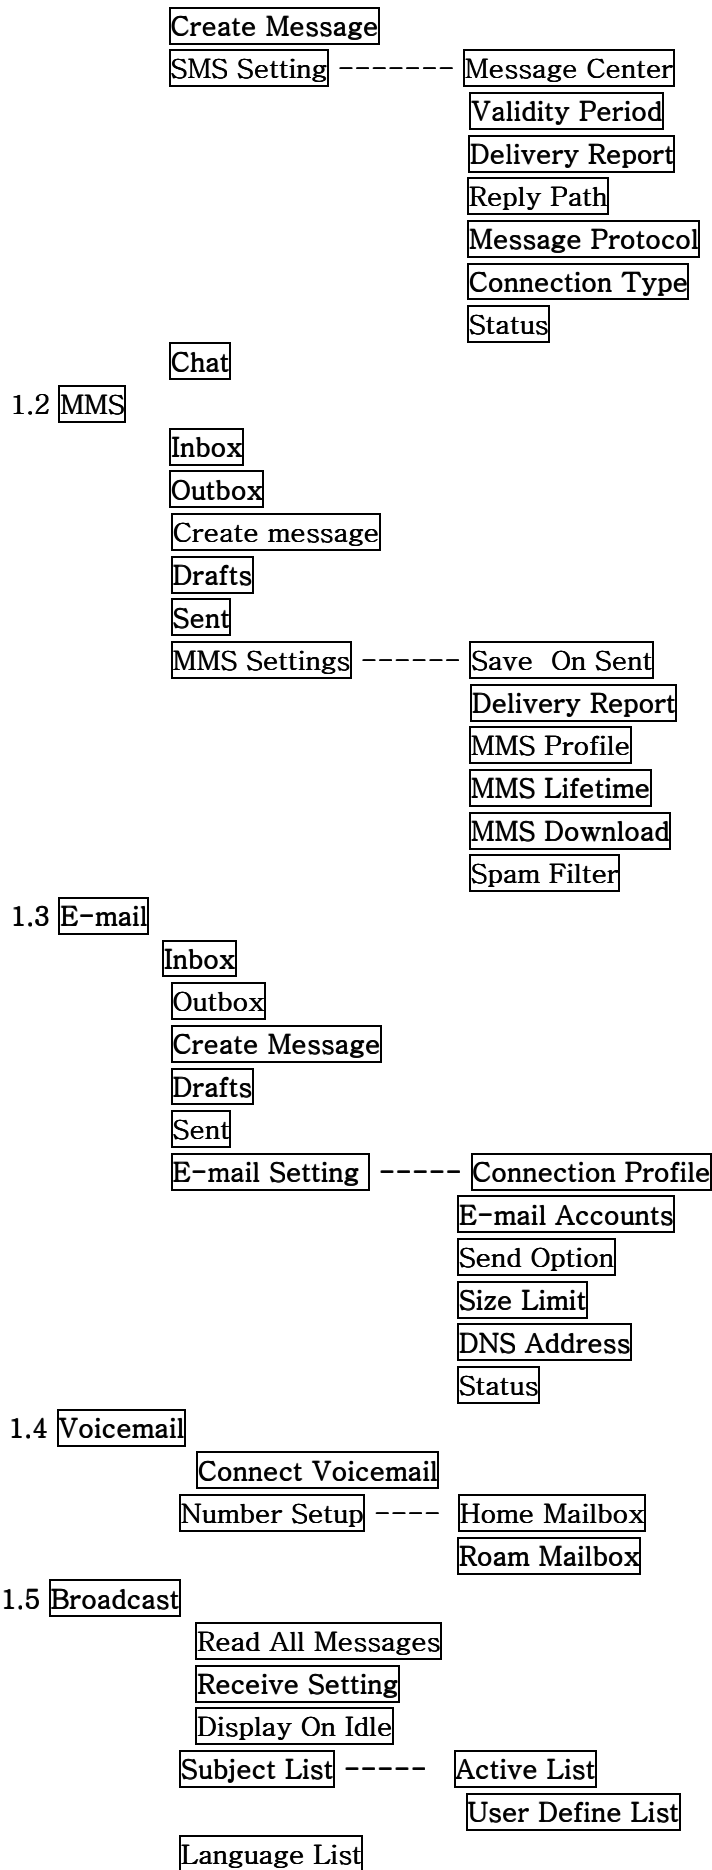 Create Message
SMS Setting ------- Message Center
Validity Period
Delivery Report
Reply Path
Message Protocol
Connection Type
Status
Chat
1.2 MMS
Inbox
Outbox
Create message
Drafts
Sent
MMS Settings ------ Save On Sent
Delivery Report
MMS Profile
MMS Lifetime
MMS Download
Spam Filter
1.3 E-mail
Inbox
Outbox
Create Message
Drafts
Sent
E-mail Setting ----- Connection Profile
E-mail Accounts
Send Option
Size Limit
DNS Address
Status
1.4 Voicemail
Connect Voicemail
Number Setup ---- Home Mailbox
Roam Mailbox
1.5 Broadcast
Read All Messages
Receive Setting
Display On Idle
Subject List ----- Active List
User Define List
Language List